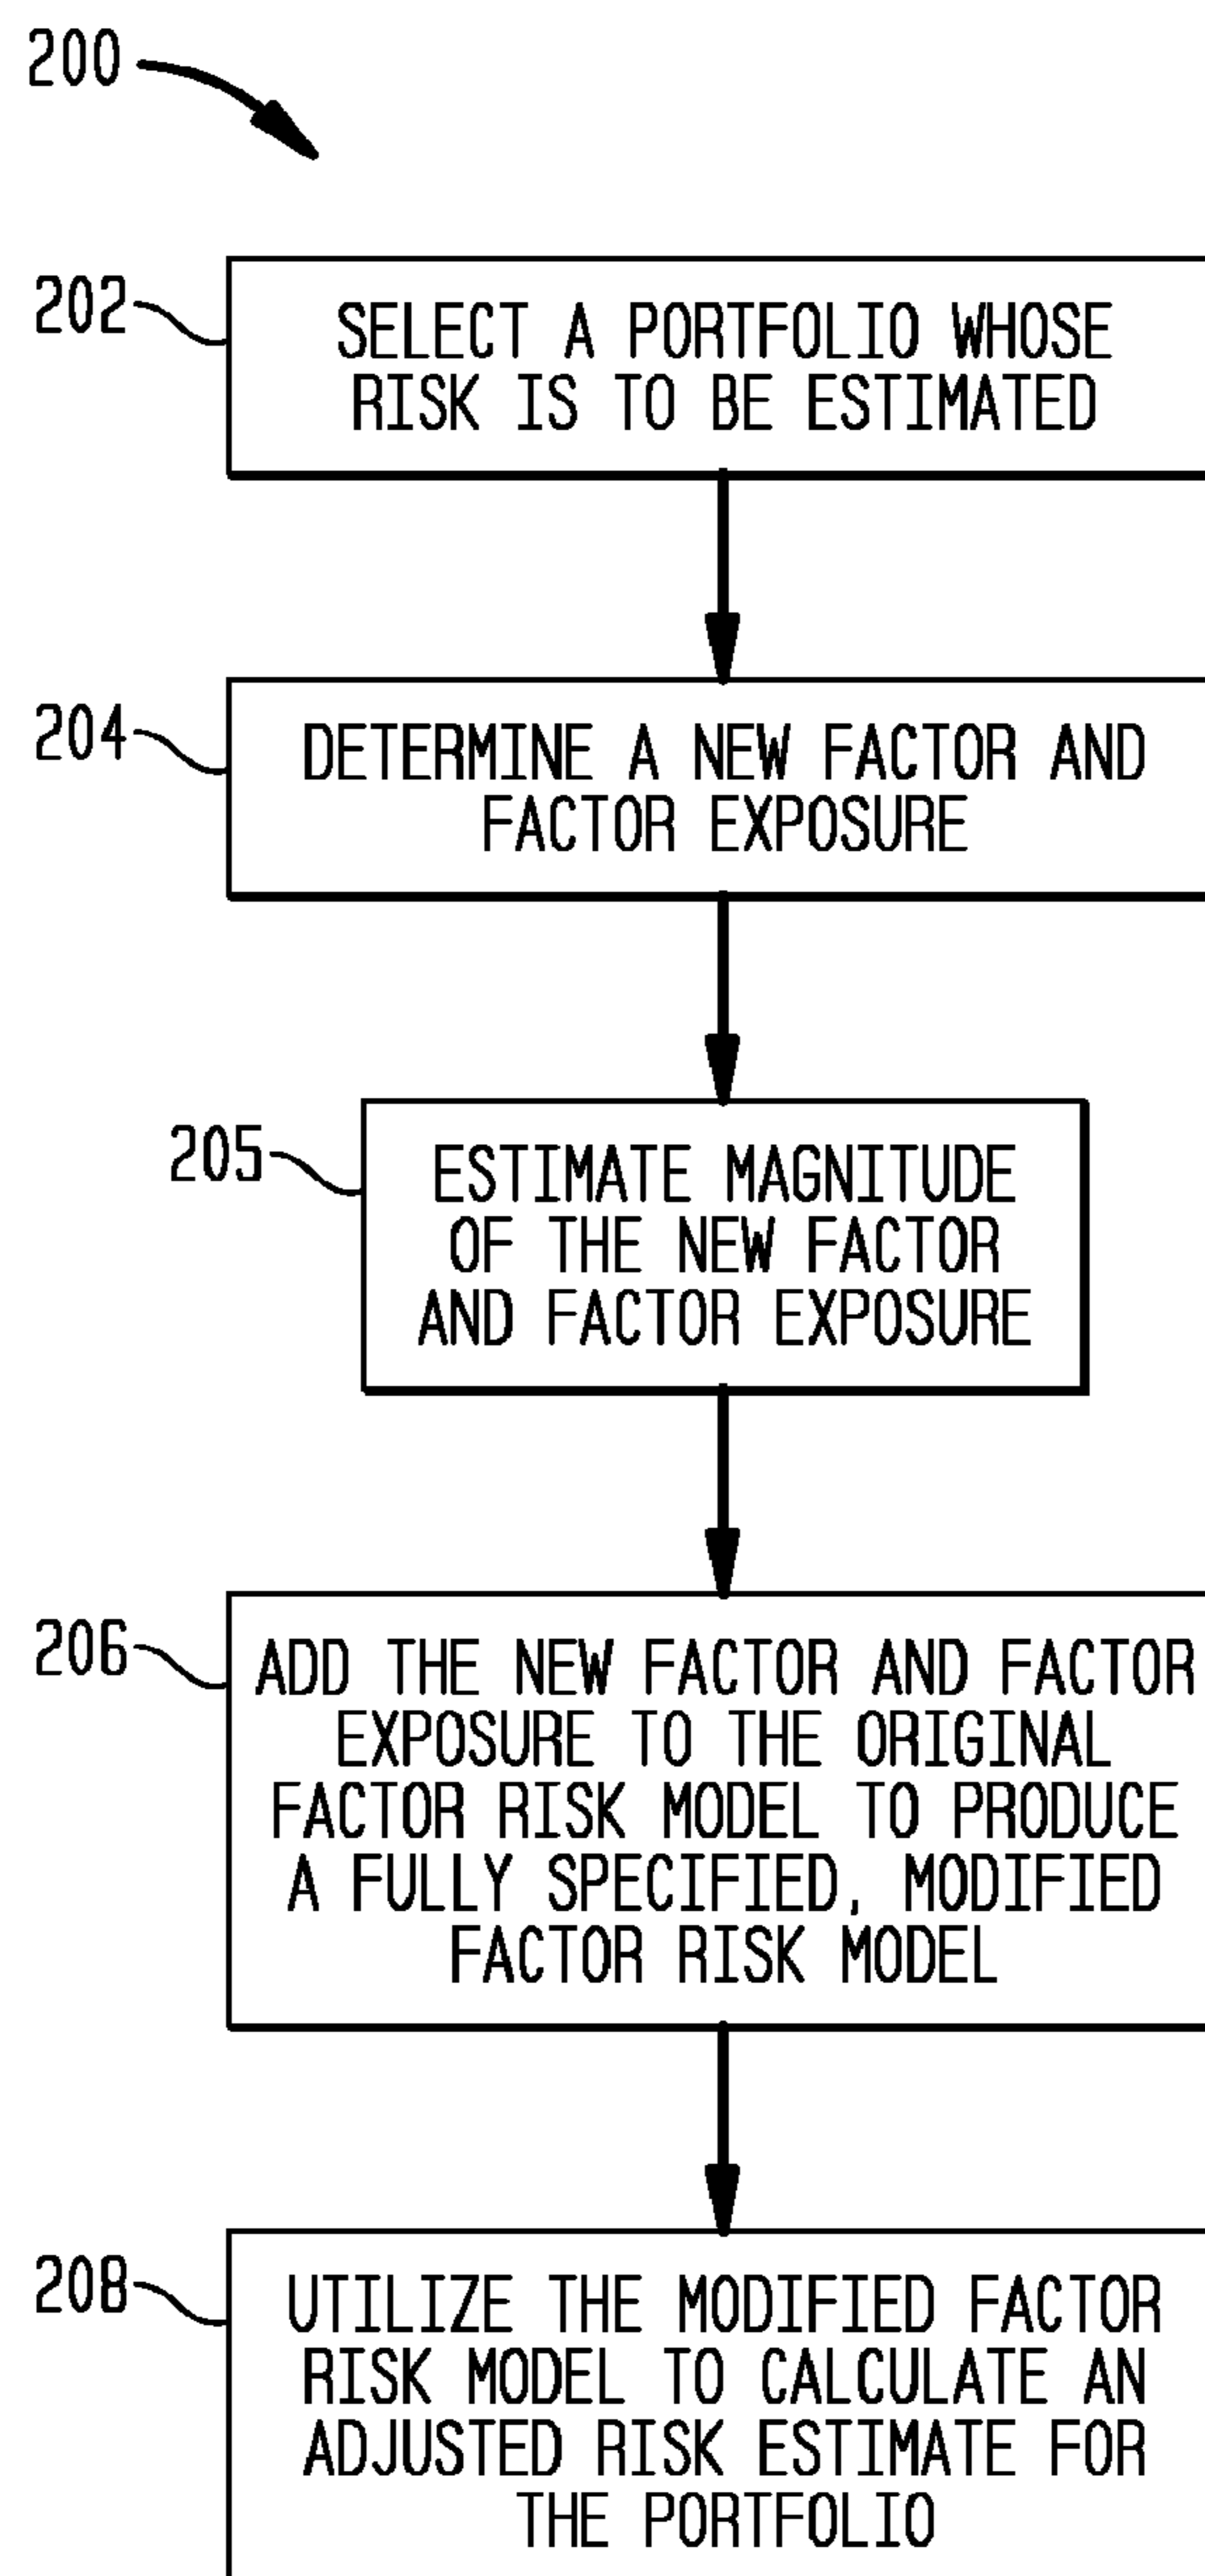 200
202
SELECT A PORTFOLIO WHOSE
RISK IS TO BE ESTIMATED
204
DETERMINE A NEW FACTOR AND
FACTOR EXPOSURE
205
ESTIMATE MAGNITUDE
OF THE NEW FACTOR
AND FACTOR EXPOSURE
206
ADD THE NEW FACTOR AND FACTOR
EXPOSURE TO THE ORIGINAL
FACTOR RISK MODEL TO PRODUCE
A FULLY SPECIFIED, MODIFIED
FACTOR RISK MODEL
208
UTILIZE THE MODIFIED FACTOR
RISK MODEL TO CALCULATE AN
ADJUSTED RISK ESTIMATE FOR
THE PORTFOLIO